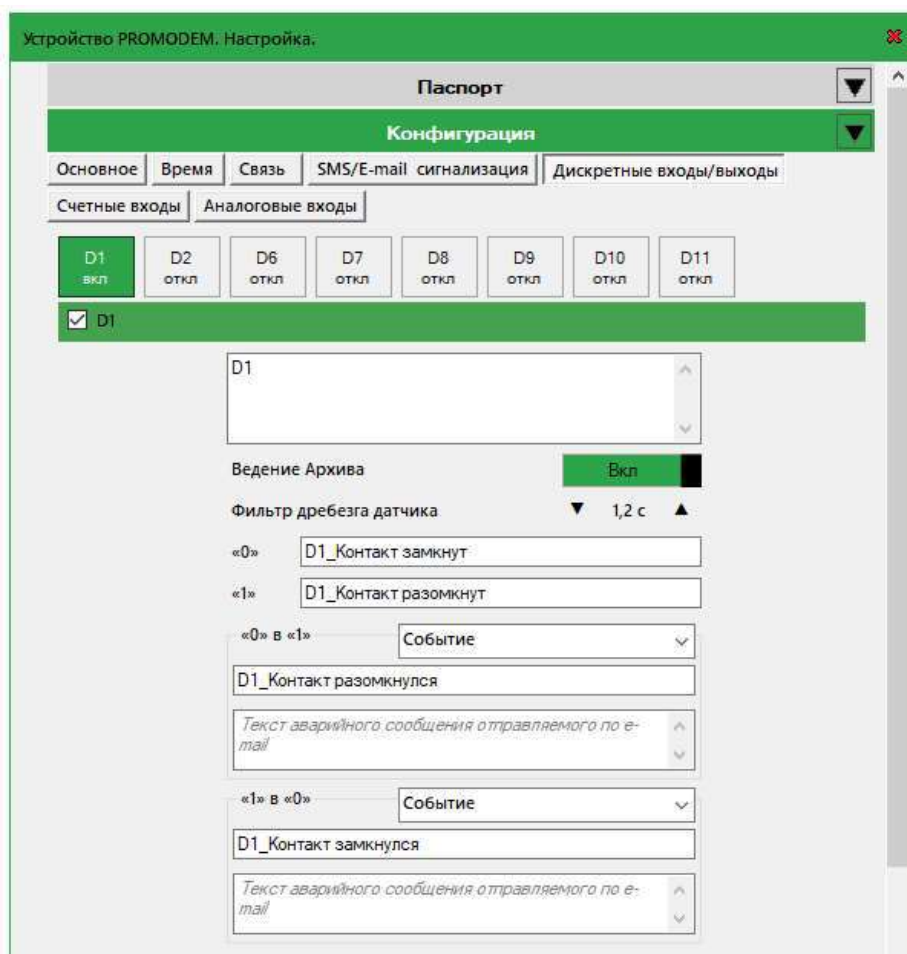 Устройство PROMODEM. Настройка.
Паспорт
Конфигурация
Основное Время Связь SMS/E-mail сигнализация Дискретные входы/выходы
Счетные входы Аналоговые входы
D1 D2 D6 D7 D8 D9 D10 D11
вкл откл откл откл откл откл откл откл
D1
D1
Ведение Архива Вкл
Фильтр дребезга датчика 1,2 с
«0» D1_Контакт замкнут
«1» D1_Контакт разомкнут
«0» в «1» Событие
D1_Контакт разомкнулся
Текст аварийного сообщения отправляемого по e-
mail
«1» в «0» Событие
D1_Контакт замкнулся
Текст аварийного сообщения отправляемого по e-
mail